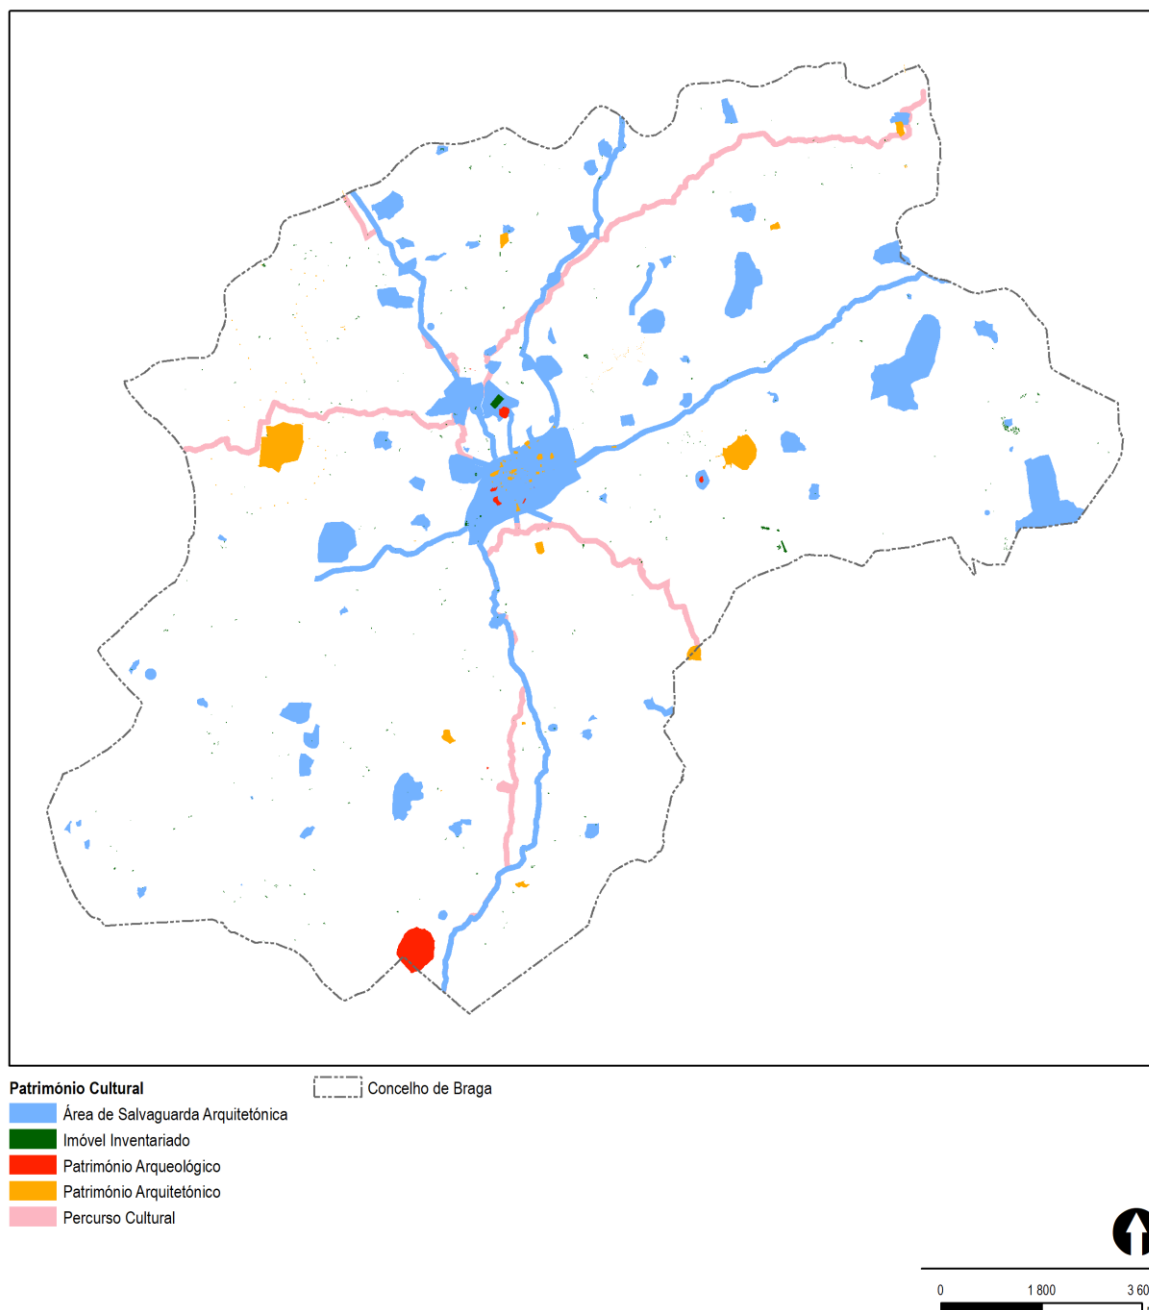 Património Cultural
Concelho de Braga
Área de Salvaguarda Arquitetónica
Imóvel Inventariado
Património Arqueológico
Património Arquitetónico
Percurso Cultural
0 1 800